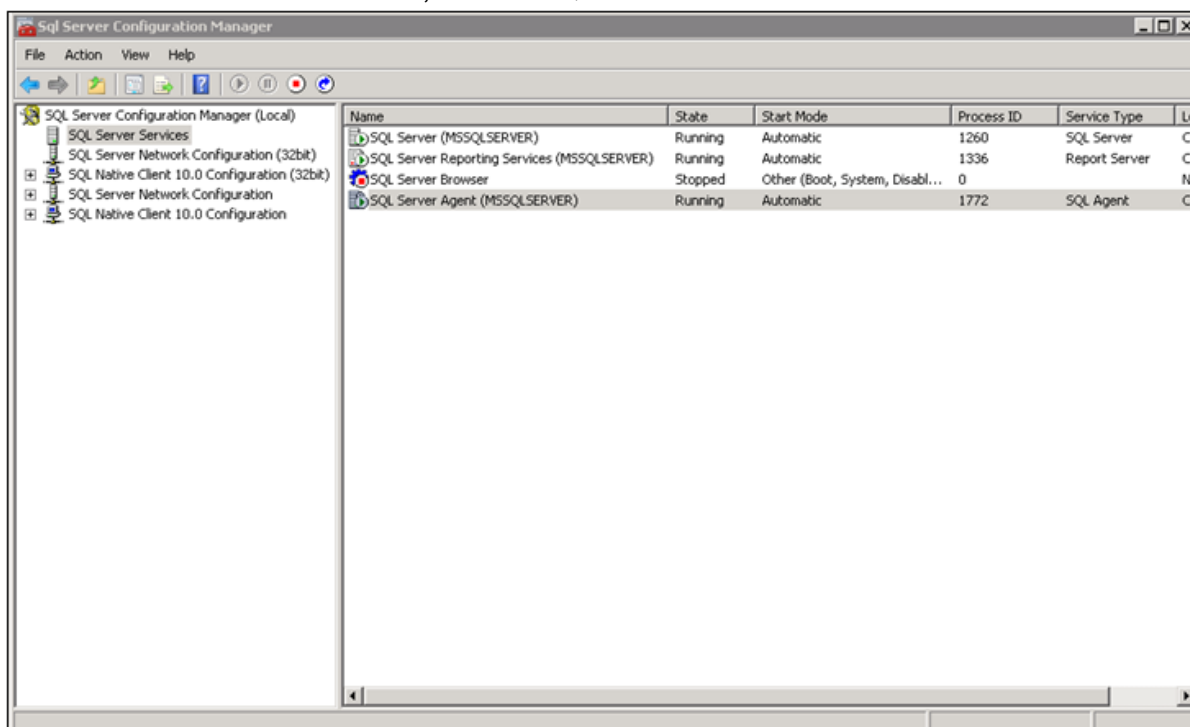 Sql Server Configuration Manager
File Action View Help
SQL Server Configuration Manager (Local)
SQL Server Services
SQL Server Network Configuration (32bit)
SQL Native Client 10.0 Configuration (32bit)
SQL Server Network Configuration
SQL Native Client 10.0 Configuration
Name State Start Mode Process ID Service Type
SQL Server (MSSQLSERVER) Running Automatic 1260 SQL Server
SQL Server Reporting Services (MSSQLSERVER) Running Automatic 1336 Report Server
SQL Server Browser Stopped Other (Boot, System, Disabl... 0
SQL Server Agent (MSSQLSERVER) Running Automatic 1772 SQL Agent